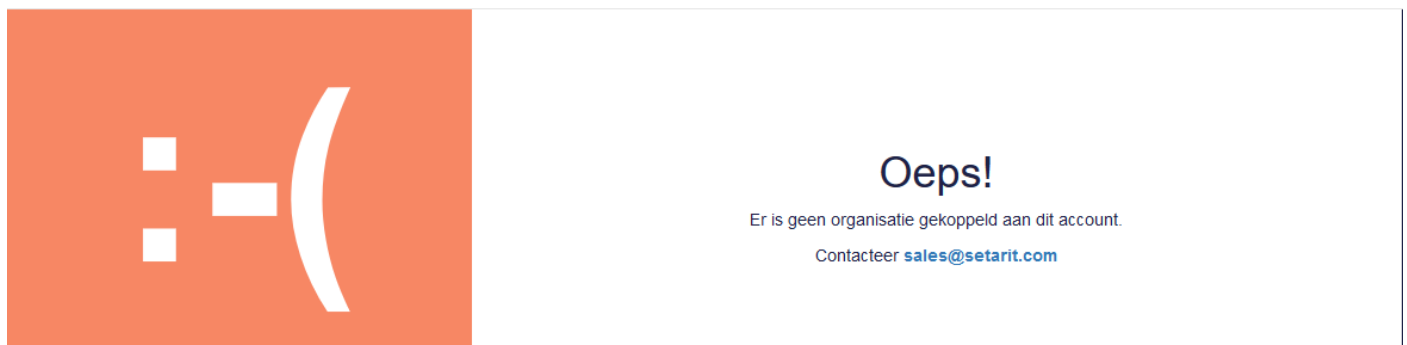 :-(
Oeps!
Er is geen organisatie gekoppeld aan dit account.
Contacteer sales@setarit.com